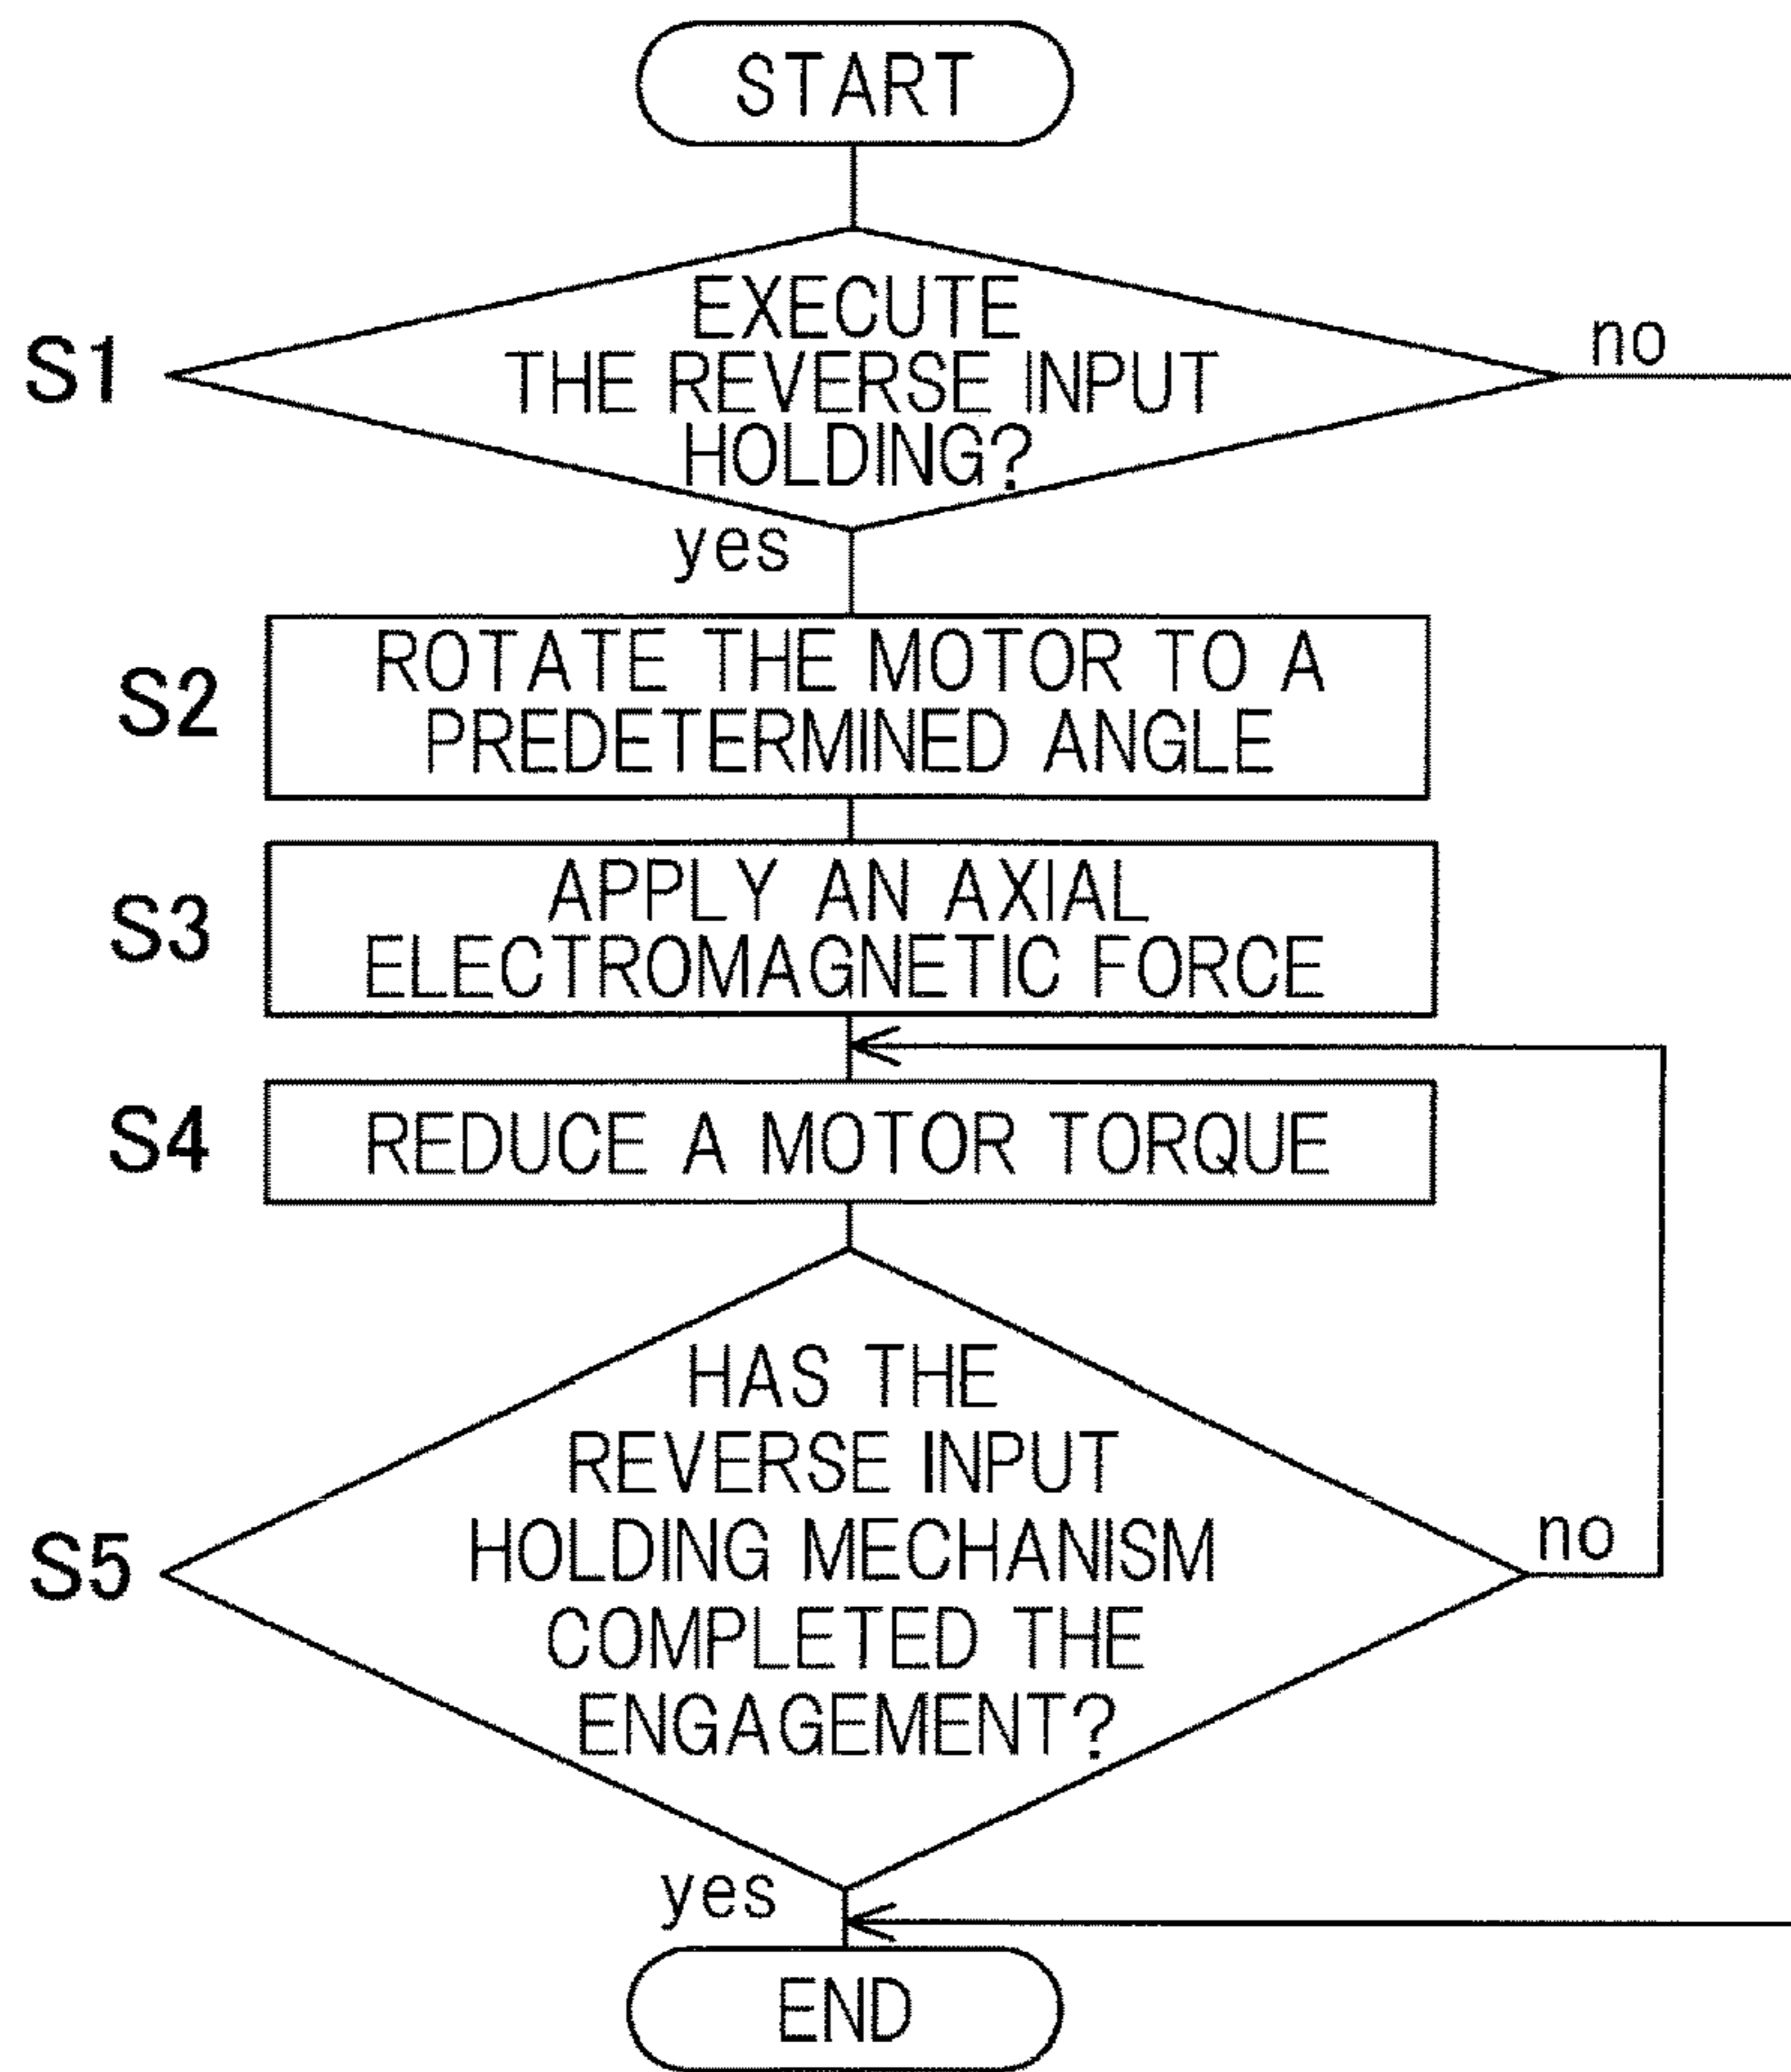 START
EXECUTE
no
S1
THE REVERSE INPUT
HOLDING?
yes
ROTATE THE MOTOR TO A
S2
PREDETERMINED ANGLE
APPLY AN AXIAL
S3
ELECTROMAGNETIC FORCE
S4
REDUCE A MOTOR TORQUE
HAS THE
REVERSE INPUT
HOLDING MECHANISM
no
S5
COMPLETED THE
ENGAGEMENT?
yes
END